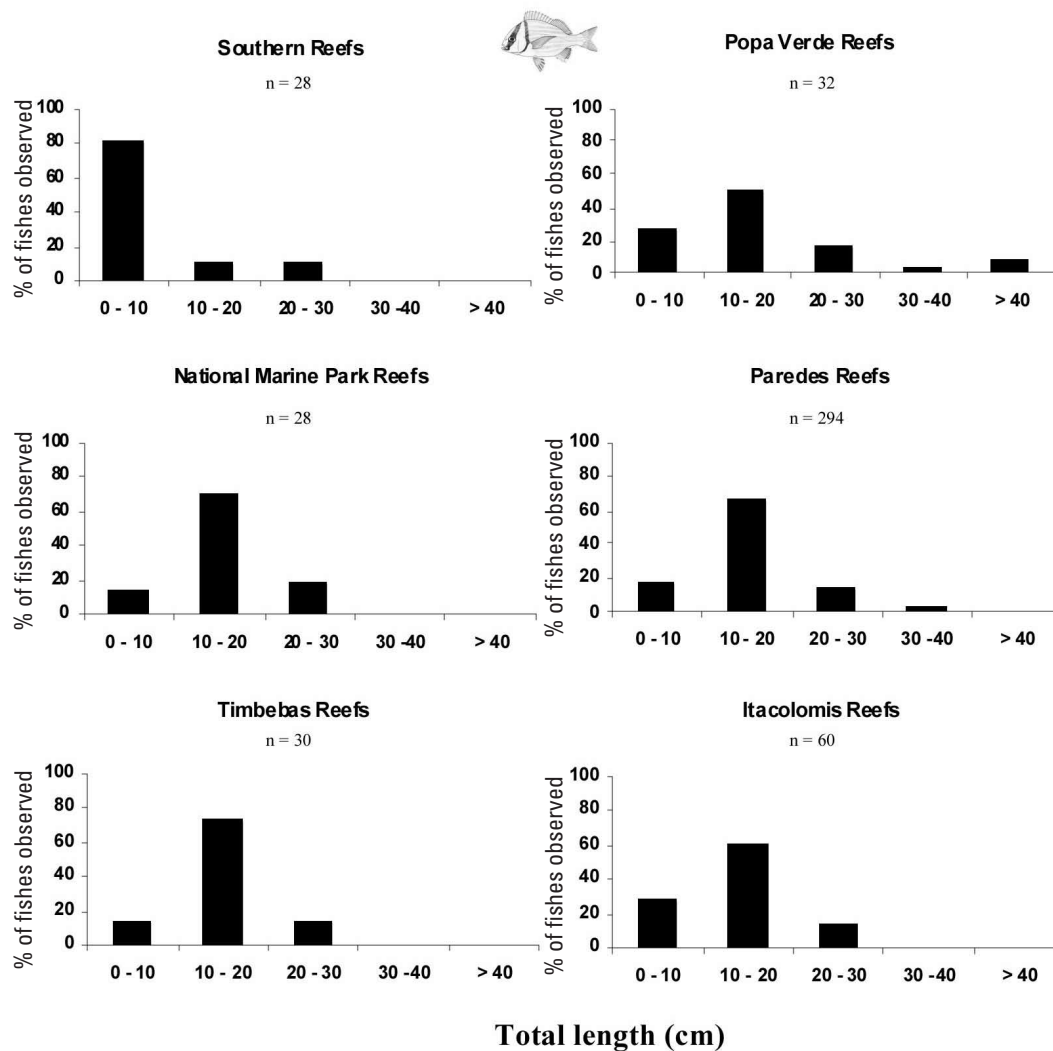 Southern Reefs
n = 28
% of fishes observed
100
80
60
40
20
0
0 - 10 10 - 20 20 - 30 30 -40 > 40
Popa Verde Reefs
n = 32
% of fishes observed
100
80
60
40
20
0
0 - 10 10 - 20 20 - 30 30 - 40 > 40
National Marine Park Reefs
n = 28
% of fishes observed
100
80
60
40
20
0
0 - 10 10 - 20 20 - 30 30 -40 > 40
Paredes Reefs
n = 294
% of fishes observed
100
80
60
40
20
0
0 - 10 10 - 20 20 - 30 30 - 40 > 40
Timbebas Reefs
n = 30
% of fishes observed
100
80
60
40
20
0
0 - 10 10 - 20 20 - 30 30 -40 > 40
Itacolomis Reefs
n = 60
% of fishes observed
100
80
60
40
20
0
0 - 10 10 - 20 20 - 30 30 - 40 > 40
Total length (cm)